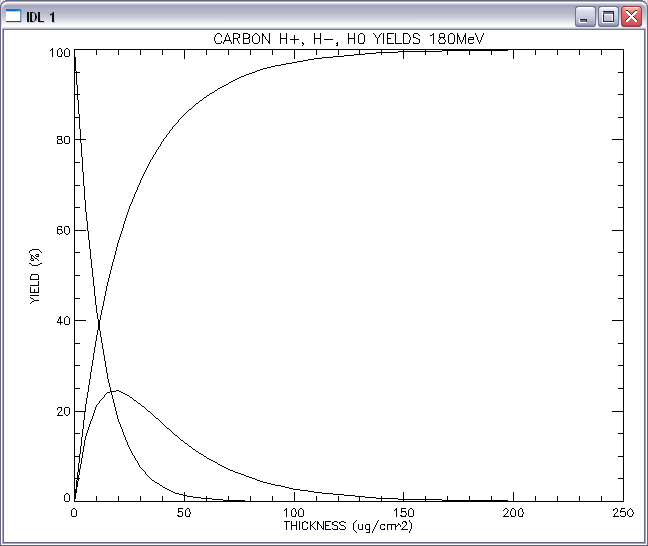 IDL 1
CARBON H+, H-, H0 YIELDS 180MeV
100
80
60
40
20
0
YIELD (%)
0 50 100 150 200 250
THICKNESS (ug/cm^2)